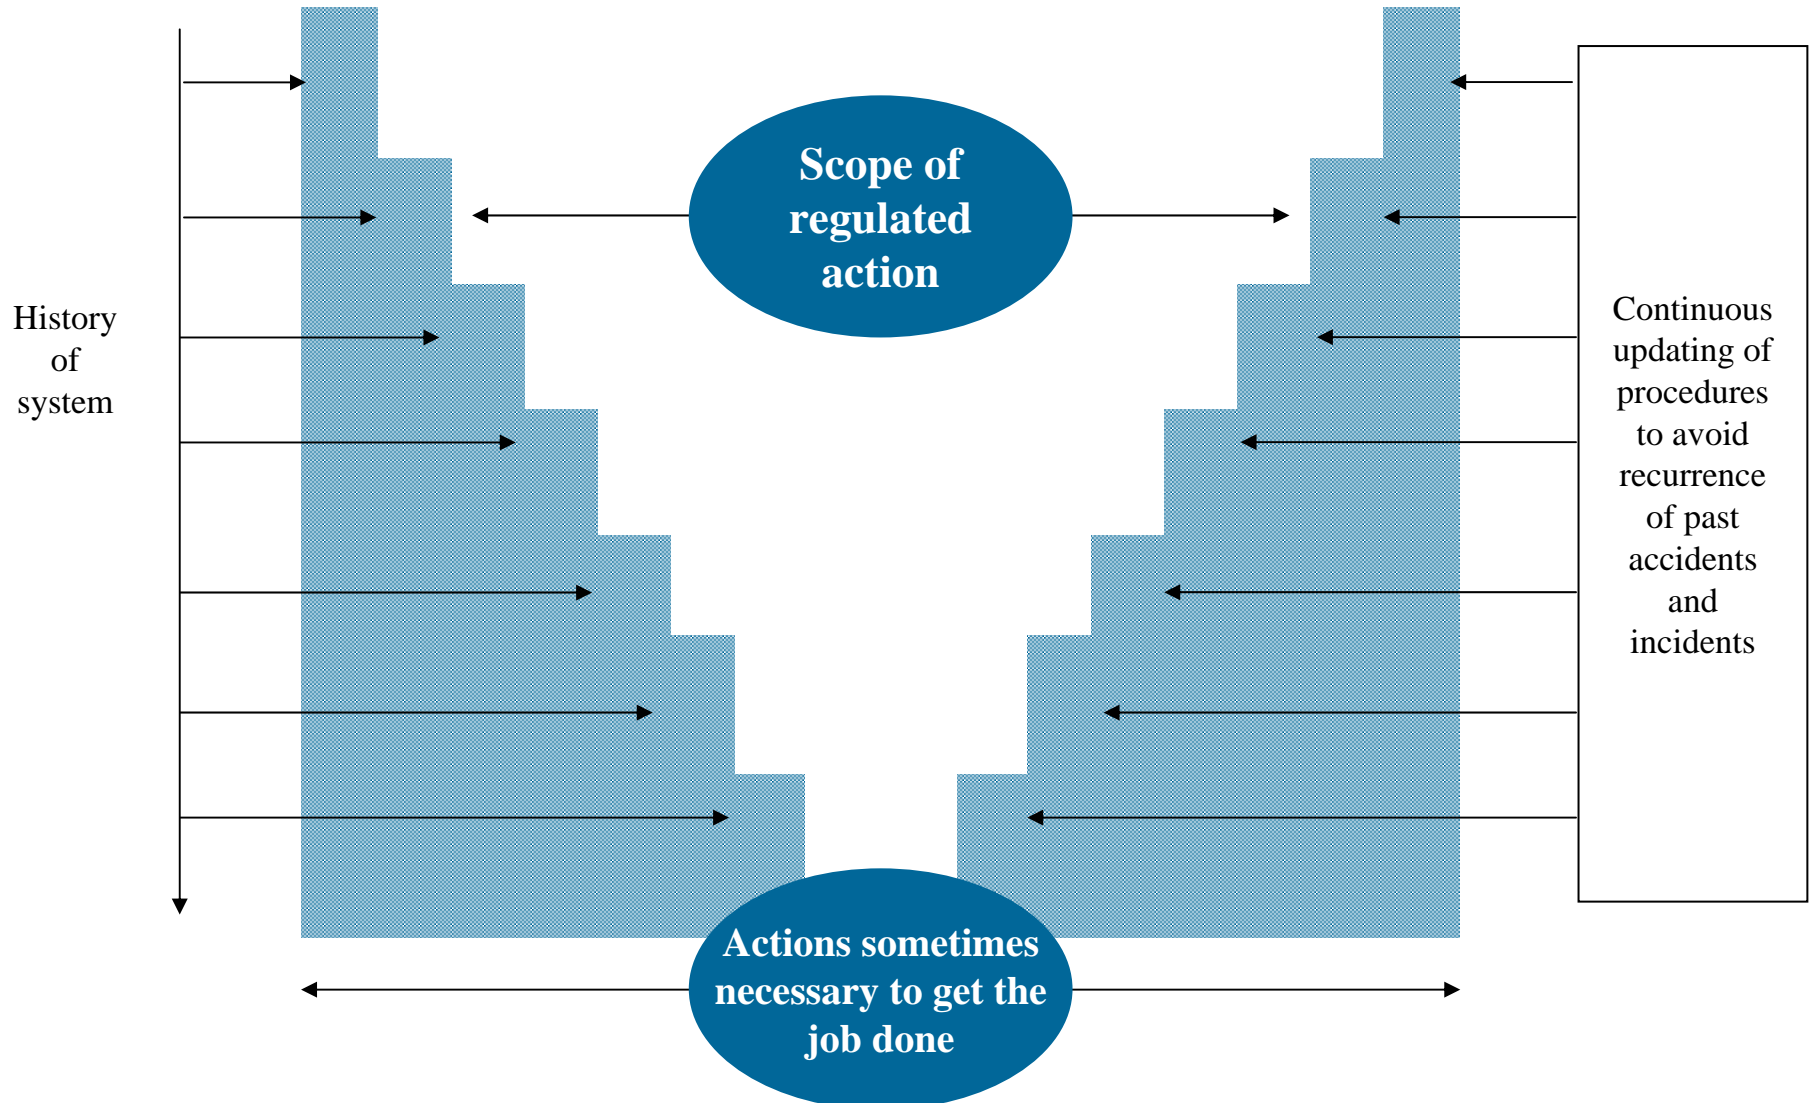 Scope of
regulated
action
History
of
system
Continuous
updating of
procedures
to avoid
recurrence
of past
accidents
and
incidents
Actions sometimes
necessary to get the
job done